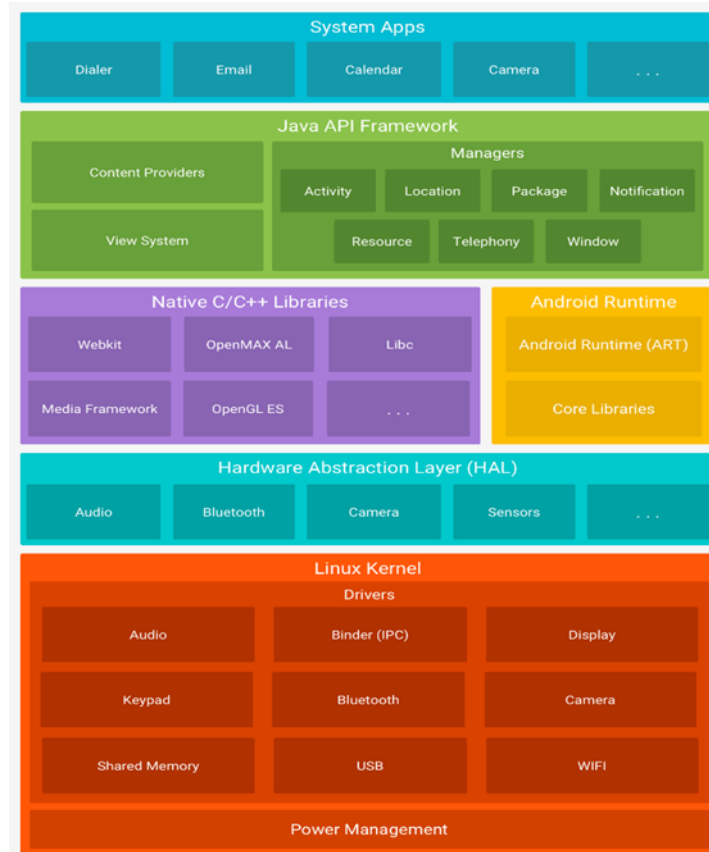 System Apps
Dialer
Email
Calendar
Camera
. . .
Java API Framework
Content Providers
View System
Managers
Activity
Location
Package
Notification
Resource
Telephony
Window
Native C/C++ Libraries
Webkit
OpenMAX AL
Libc
Media Framework
OpenGL ES
. . .
Android Runtime
Android Runtime (ART)
Core Libraries
Hardware Abstraction Layer (HAL)
Audio
Bluetooth
Camera
Sensors
. . .
Linux Kernel
Drivers
Audio
Binder (IPC)
Display
Keypad
Bluetooth
Camera
Shared Memory
USB
WIFI
Power Management